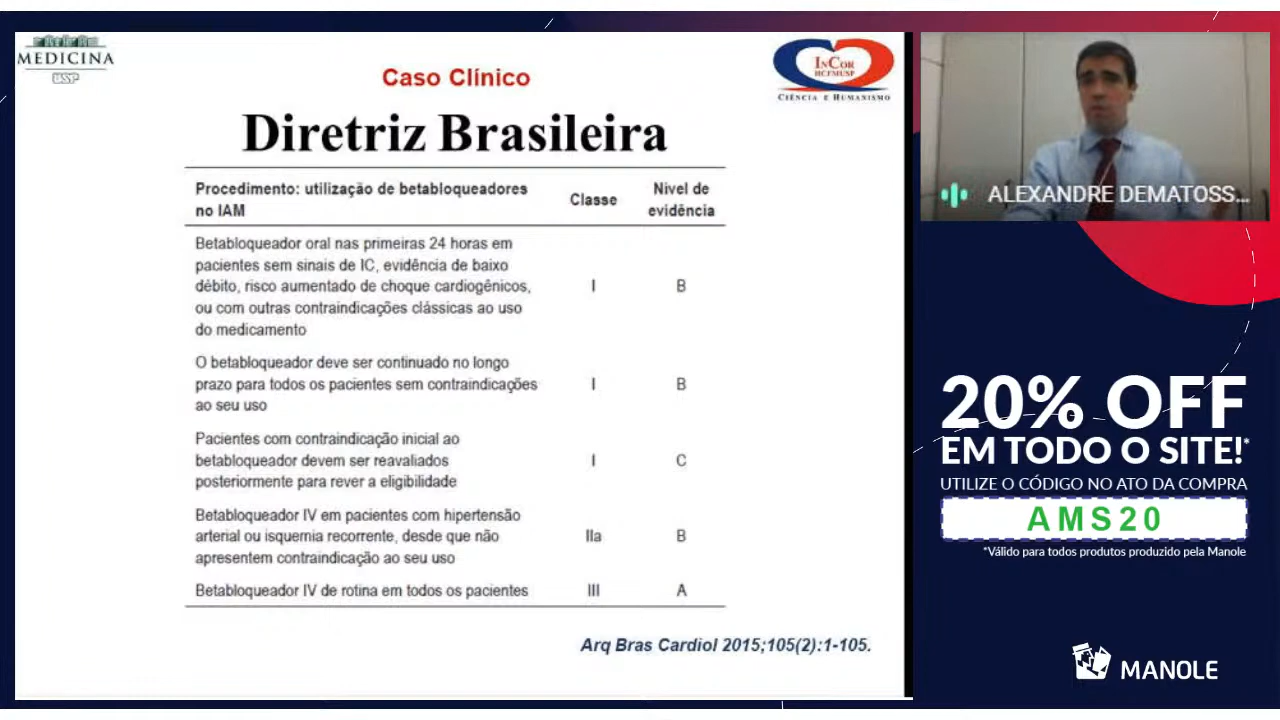 MEDICINA
USP
Caso Clínico
INCOR
HCFMUSP
CIÊNCIA E HUMANISMO
Diretriz Brasileira
Procedimento: utilização de betabloqueadores
no IAM
Classe
Nivel de
evidência
Betabloqueador oral nas primeiras 24 horas em
pacientes sem sinais de IC, evidência de baixo
débito, risco aumentado de choque cardiogênicos,
ou com outras contraindicações clássicas ao uso
do medicamento
I
B
O betabloqueador deve ser continuado no longo
prazo para todos os pacientes sem contraindicações
ao seu uso
I
B
Pacientes com contraindicação inicial ao
betabloqueador devem ser reavaliados
posteriormente para rever a eligibilidade
I
C
Betabloqueador IV em pacientes com hipertensão
arterial ou isquemia recorrente, desde que não
apresentem contraindicação ao seu uso
IIa
B
Betabloqueador IV de rotina em todos os pacientes
III
A
Arq Bras Cardiol 2015;105(2):1-105.
ALEXANDRE DEMATOSS...
20% OFF
EM TODO O SITE!*
UTILIZE O CÓDIGO NO ATO DA COMPRA
AMS20
*Válido para todos produtos produzido pela Manole
MANOLE